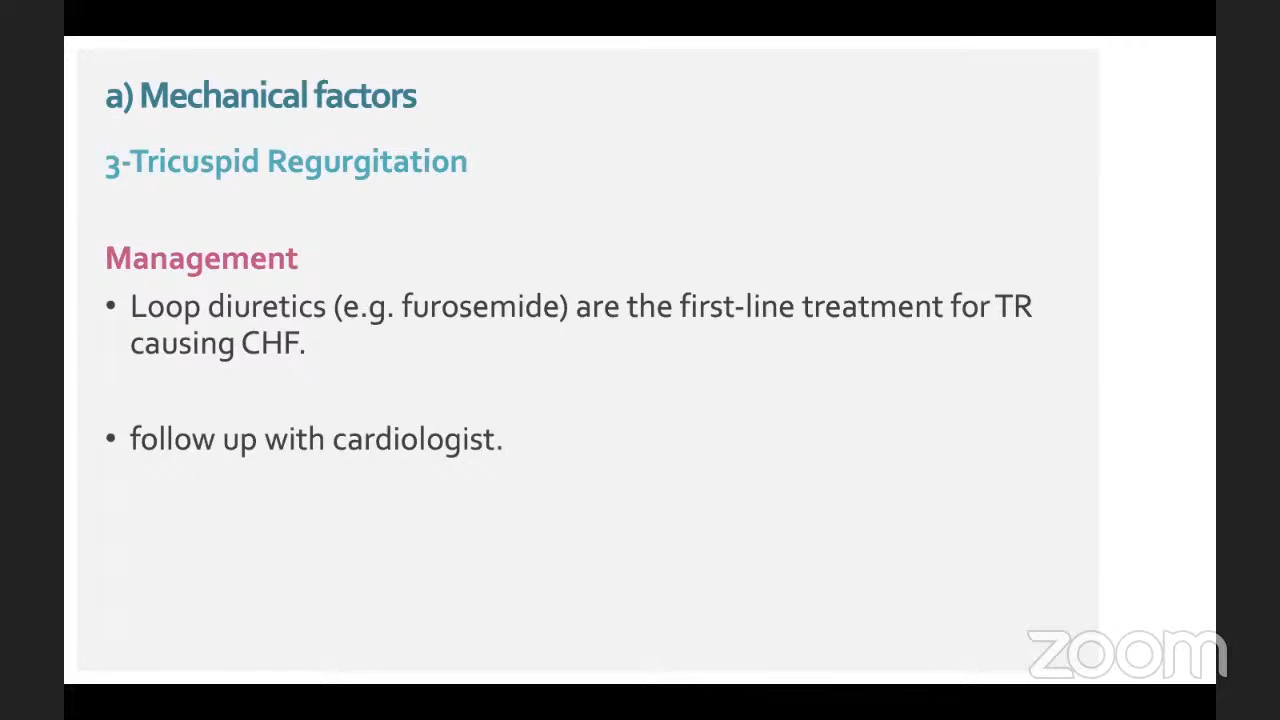 a) Mechanical factors
3-Tricuspid Regurgitation
Management
• Loop diuretics (e.g. furosemide) are the first-line treatment for TR
causing CHF.
• follow up with cardiologist.
zoom